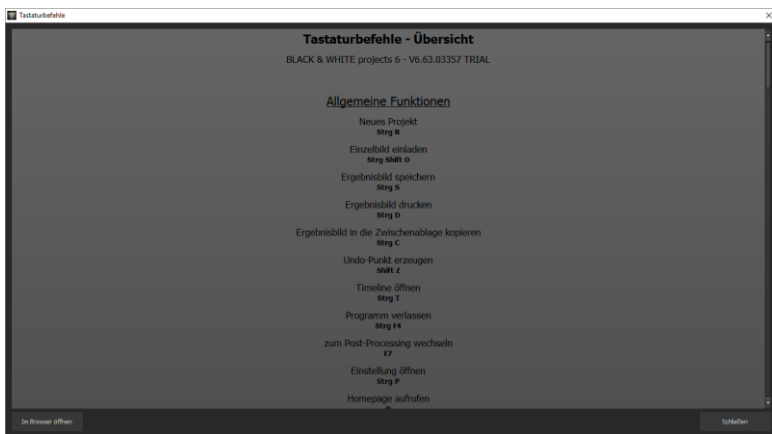 Tastaturbefehle
Tastaturbefehle - Übersicht
BLACK & WHITE projects 6 - V6.63.03357 TRIAL
Allgemeine Funktionen
Neues Projekt
Strg N
Einzelbild einladen
Strg Shift O
Ergebnisbild speichern
Strg S
Ergebnisbild drucken
Strg D
Ergebnisbild in die Zwischenablage kopieren
Strg C
Undo-Punkt erzeugen
Shift Z
Timeline öffnen
Strg T
Programm verlassen
Strg F4
zum Post-Processing wechseln
F7
Einstellung öffnen
Strg P
Homepage aufrufen
Im Browser öffnen
Schließen